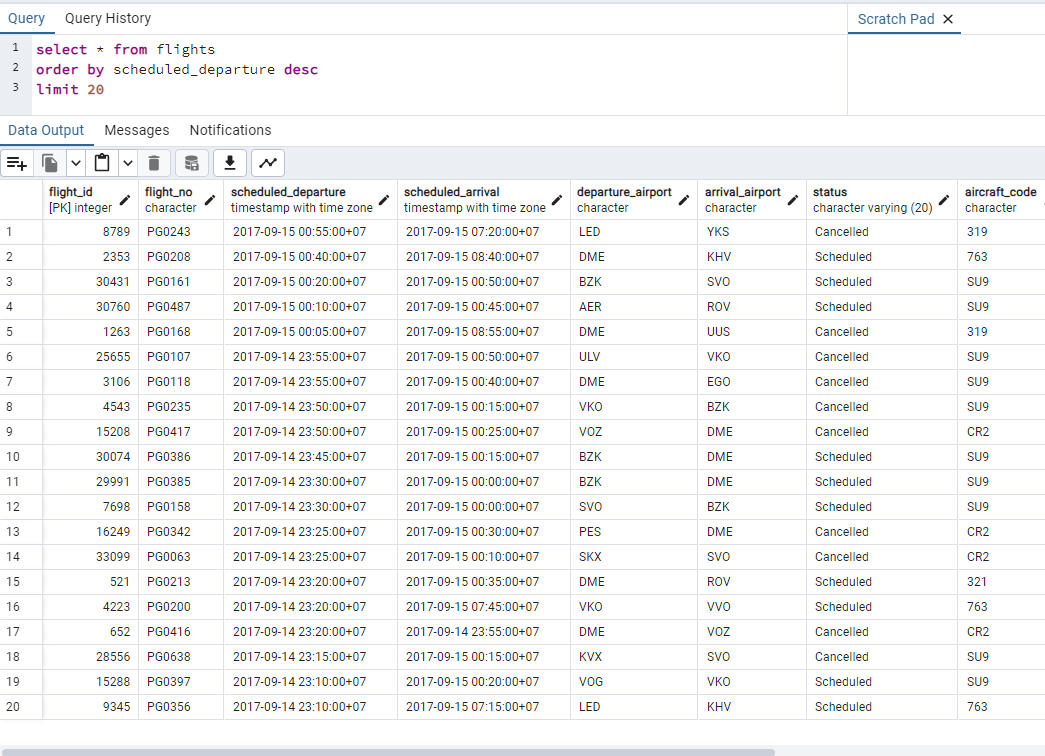 Query Query History Scratch Pad
1 select * from flights
2 order by scheduled_departure desc
3 limit 20
Data Output Messages Notifications
flight_id flight_no scheduled_departure scheduled_arrival departure_airport arrival_airport status aircraft_code
[PK] integer character timestamp with time zone timestamp with time zone character character character varying (20) character
1 8789 PG0243 2017-09-15 00:55:00+07 2017-09-15 07:20:00+07 LED YKS Cancelled 319
2 2353 PG0208 2017-09-15 00:40:00+07 2017-09-15 08:40:00+07 DME KHV Scheduled 763
3 30431 PG0161 2017-09-15 00:20:00+07 2017-09-15 00:50:00+07 BZK SVO Scheduled SU9
4 30760 PG0487 2017-09-15 00:10:00+07 2017-09-15 00:45:00+07 AER ROV Scheduled SU9
5 1263 PG0168 2017-09-15 00:05:00+07 2017-09-15 08:55:00+07 DME UUS Cancelled 319
6 25655 PG0107 2017-09-14 23:55:00+07 2017-09-15 00:50:00+07 ULV VKO Cancelled SU9
7 3106 PG0118 2017-09-14 23:55:00+07 2017-09-15 00:40:00+07 DME EGO Cancelled SU9
8 4543 PG0235 2017-09-14 23:50:00+07 2017-09-15 00:15:00+07 VKO BZK Cancelled SU9
9 15208 PG0417 2017-09-14 23:50:00+07 2017-09-15 00:25:00+07 VOZ DME Cancelled CR2
10 30074 PG0386 2017-09-14 23:45:00+07 2017-09-15 00:15:00+07 BZK DME Scheduled SU9
11 29991 PG0385 2017-09-14 23:30:00+07 2017-09-15 00:00:00+07 BZK DME Scheduled SU9
12 7698 PG0158 2017-09-14 23:30:00+07 2017-09-15 00:00:00+07 SVO BZK Scheduled SU9
13 16249 PG0342 2017-09-14 23:25:00+07 2017-09-15 00:30:00+07 PES DME Cancelled CR2
14 33099 PG0063 2017-09-14 23:25:00+07 2017-09-15 00:10:00+07 SKX SVO Cancelled CR2
15 521 PG0213 2017-09-14 23:20:00+07 2017-09-15 00:35:00+07 DME ROV Scheduled 321
16 4223 PG0200 2017-09-14 23:20:00+07 2017-09-15 07:45:00+07 VKO VVO Scheduled 763
17 652 PG0416 2017-09-14 23:20:00+07 2017-09-14 23:55:00+07 DME VOZ Cancelled CR2
18 28556 PG0638 2017-09-14 23:15:00+07 2017-09-15 00:15:00+07 KVX SVO Cancelled SU9
19 15288 PG0397 2017-09-14 23:10:00+07 2017-09-15 00:20:00+07 VOG VKO Scheduled SU9
20 9345 PG0356 2017-09-14 23:10:00+07 2017-09-15 07:15:00+07 LED KHV Scheduled 763